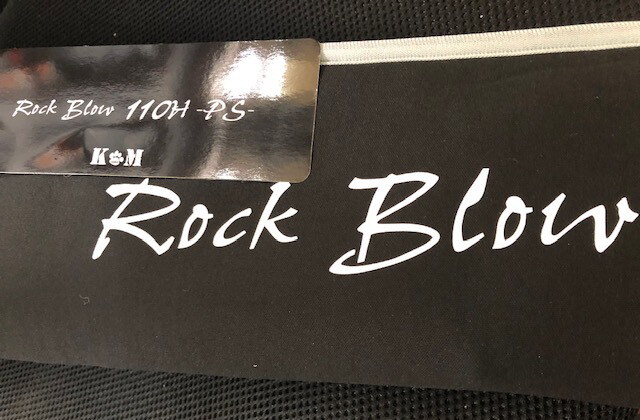 Rock Blow 110H -PS-
K M
Rock Blow